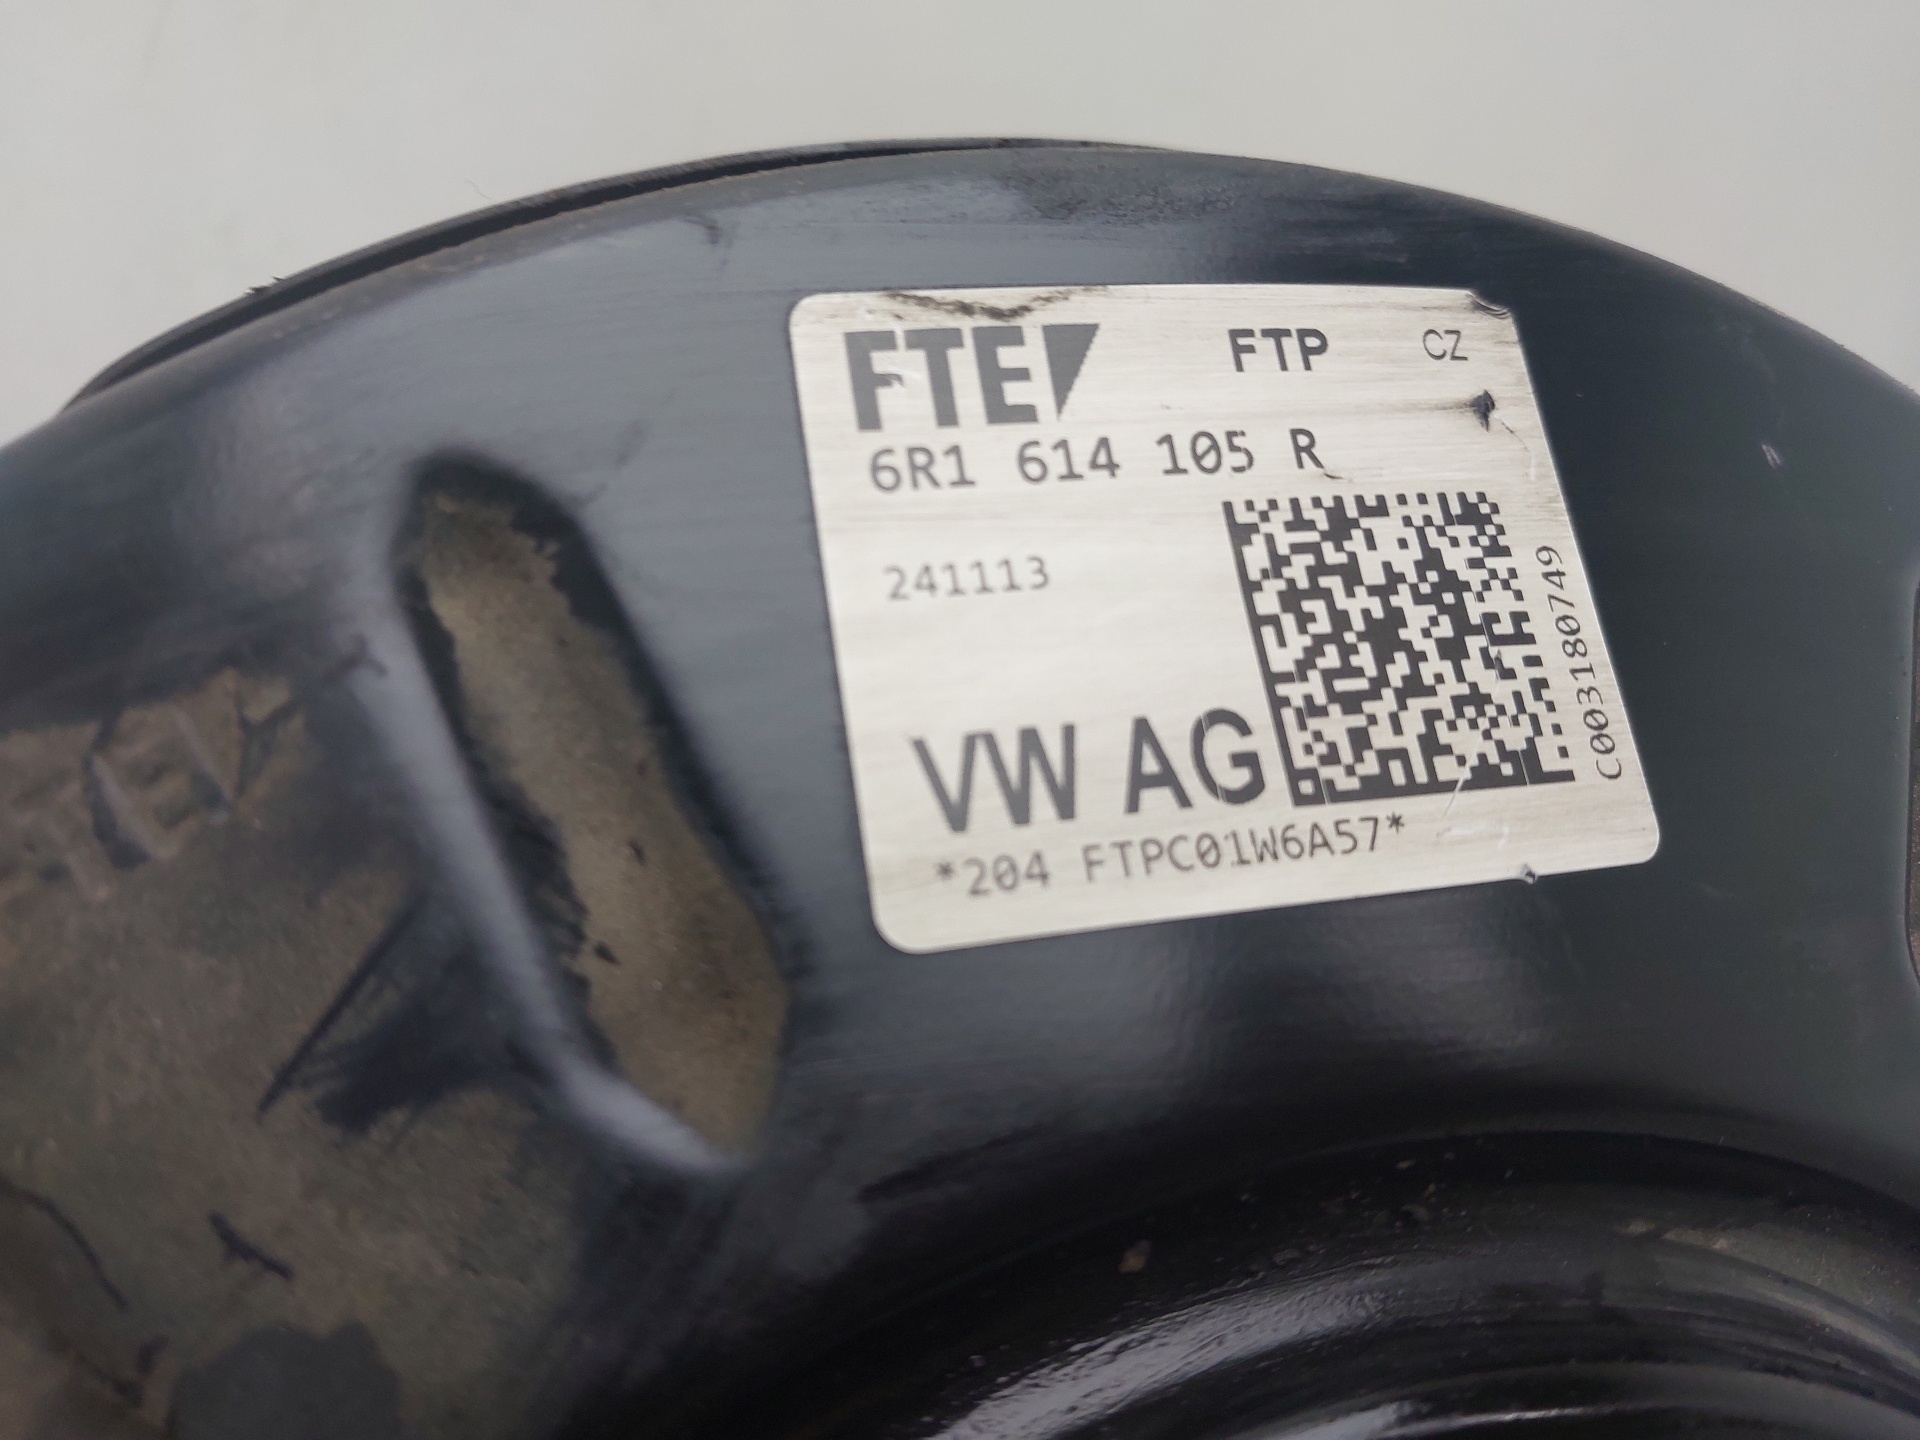 FTE FTP CZ
6R1 614 105 R
241113
C003180749
VW AG
*204 FTPC01W6A57*